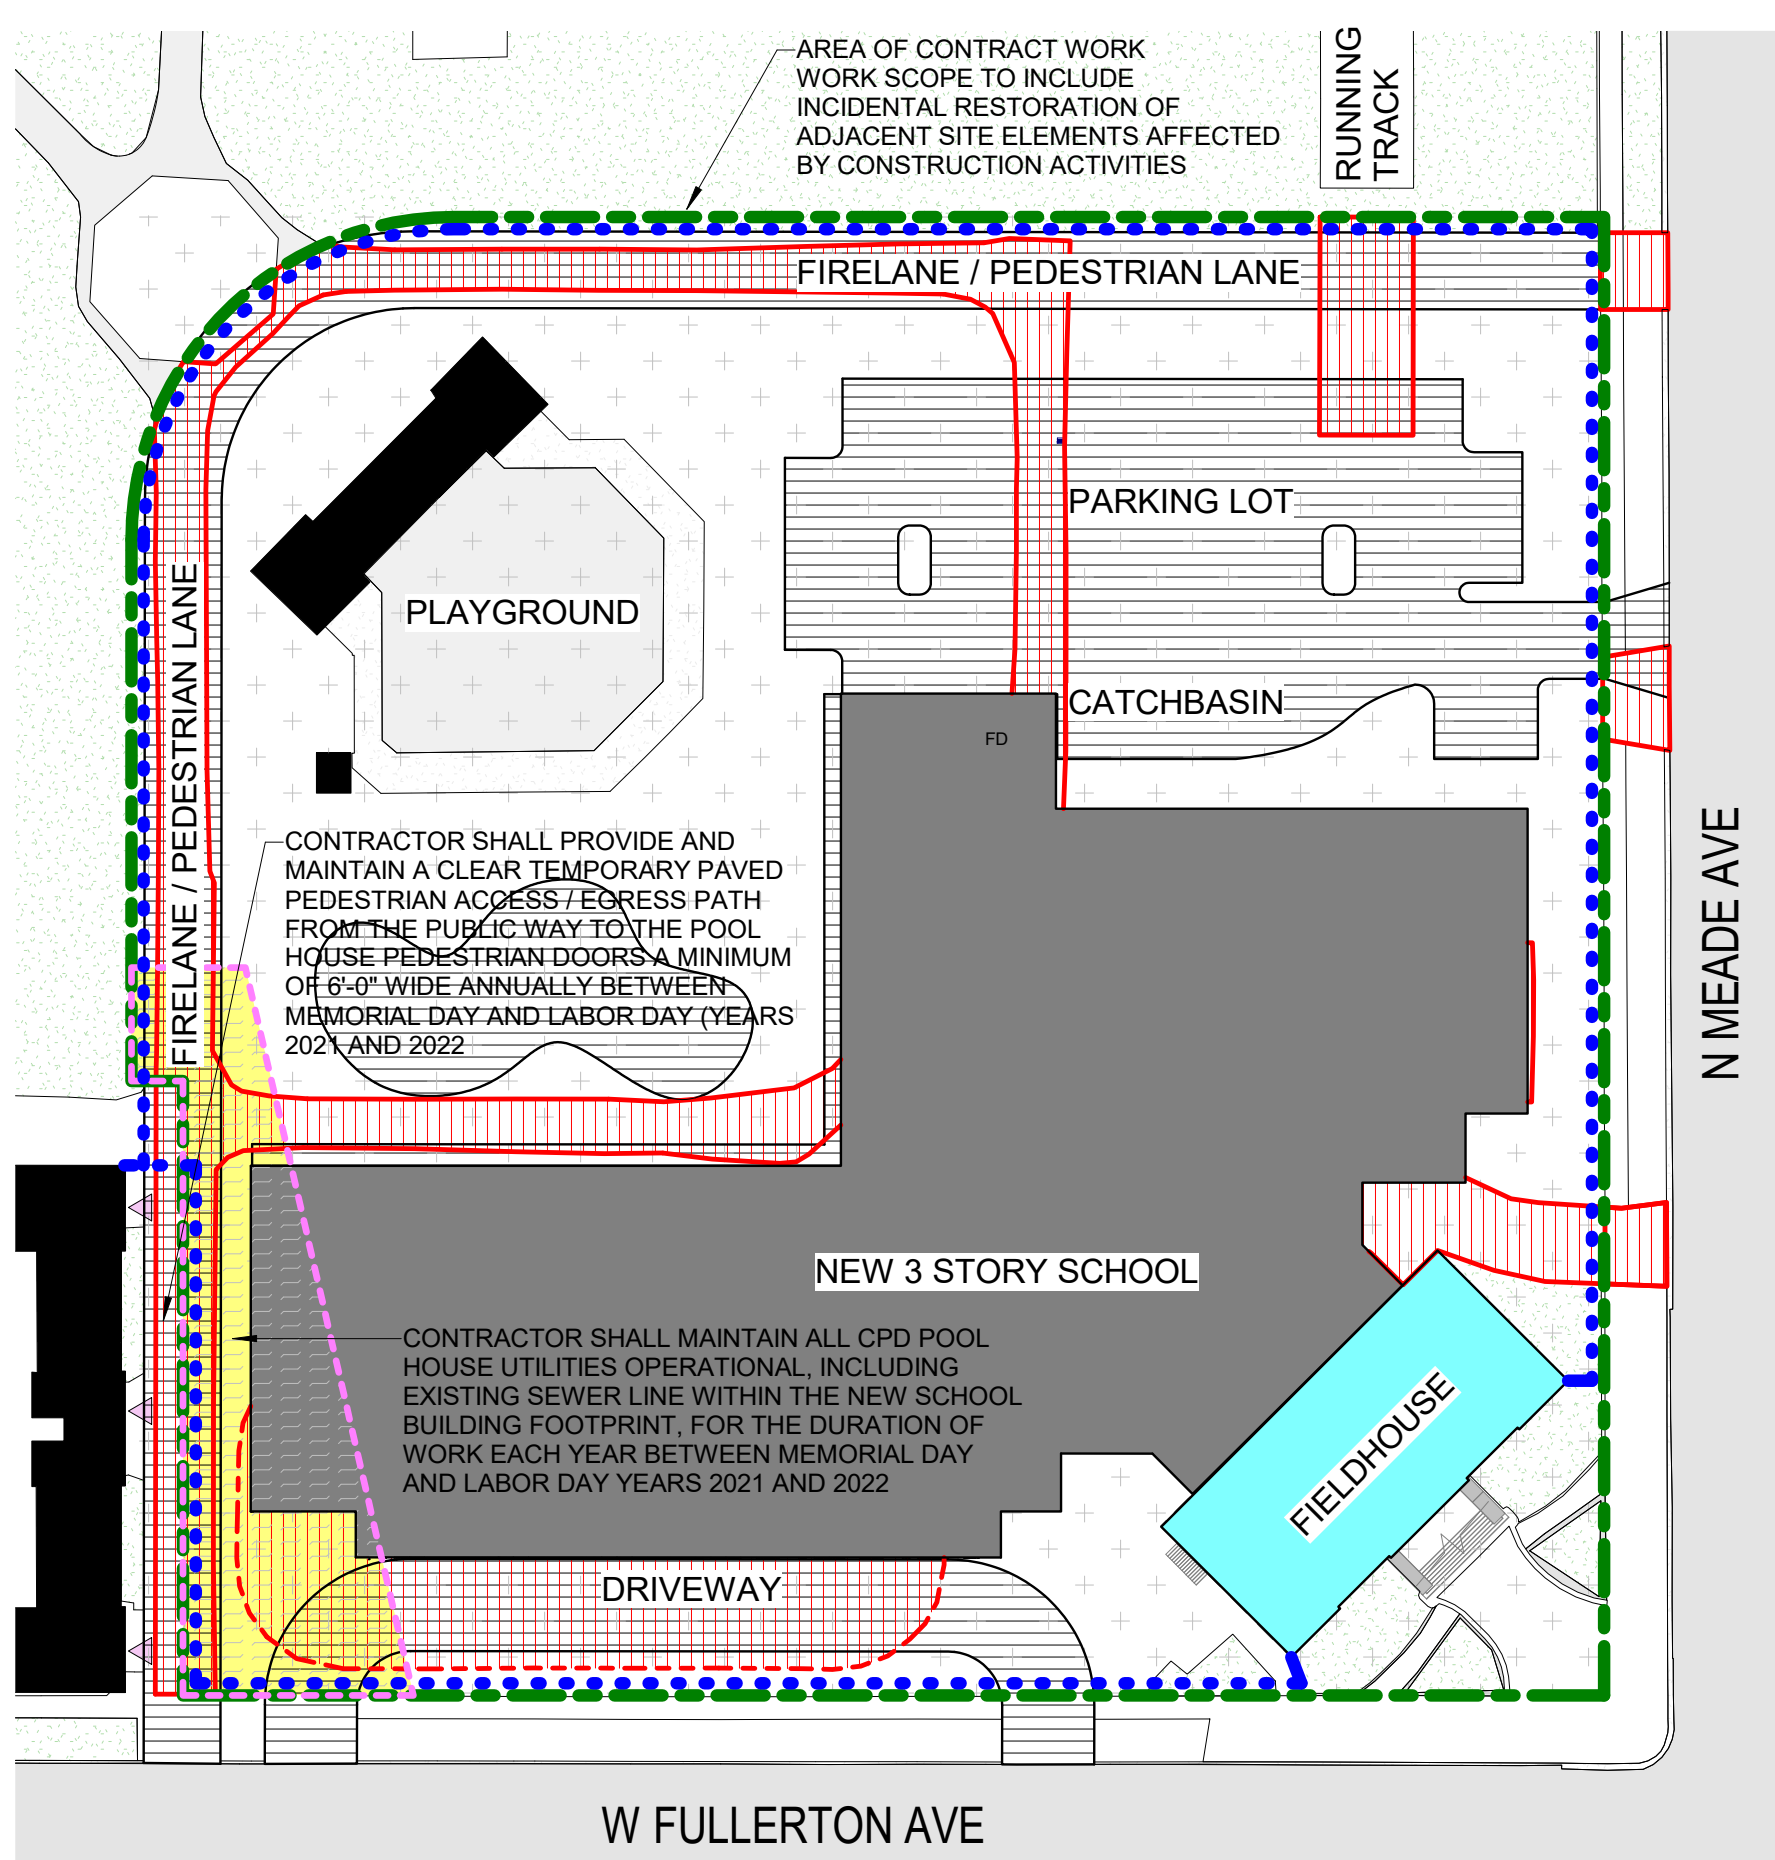 AREA OF CONTRACT WORK
WORK SCOPE TO INCLUDE
INCIDENTAL RESTORATION OF
ADJACENT SITE ELEMENTS AFFECTED
BY CONSTRUCTION ACTIVITIES
RUNNING
TRACK
FIRELANE / PEDESTRIAN LANE
PARKING LOT
PLAYGROUND
FIRELANE / PEDESTRIAN LANE
CATCHBASIN
FD
CONTRACTOR SHALL PROVIDE AND
MAINTAIN A CLEAR TEMPORARY PAVED
PEDESTRIAN ACCESS / EGRESS PATH
FROM THE PUBLIC WAY TO THE POOL
HOUSE PEDESTRIAN DOORS A MINIMUM
OF 6'-0" WIDE ANNUALLY BETWEEN
MEMORIAL DAY AND LABOR DAY (YEARS
2021 AND 2022
N MEADE AVE
NEW 3 STORY SCHOOL
CONTRACTOR SHALL MAINTAIN ALL CPD POOL
HOUSE UTILITIES OPERATIONAL, INCLUDING
EXISTING SEWER LINE WITHIN THE NEW SCHOOL
BUILDING FOOTPRINT, FOR THE DURATION OF
WORK EACH YEAR BETWEEN MEMORIAL DAY
AND LABOR DAY YEARS 2021 AND 2022
FIELDHOUSE
DRIVEWAY
W FULLERTON AVE